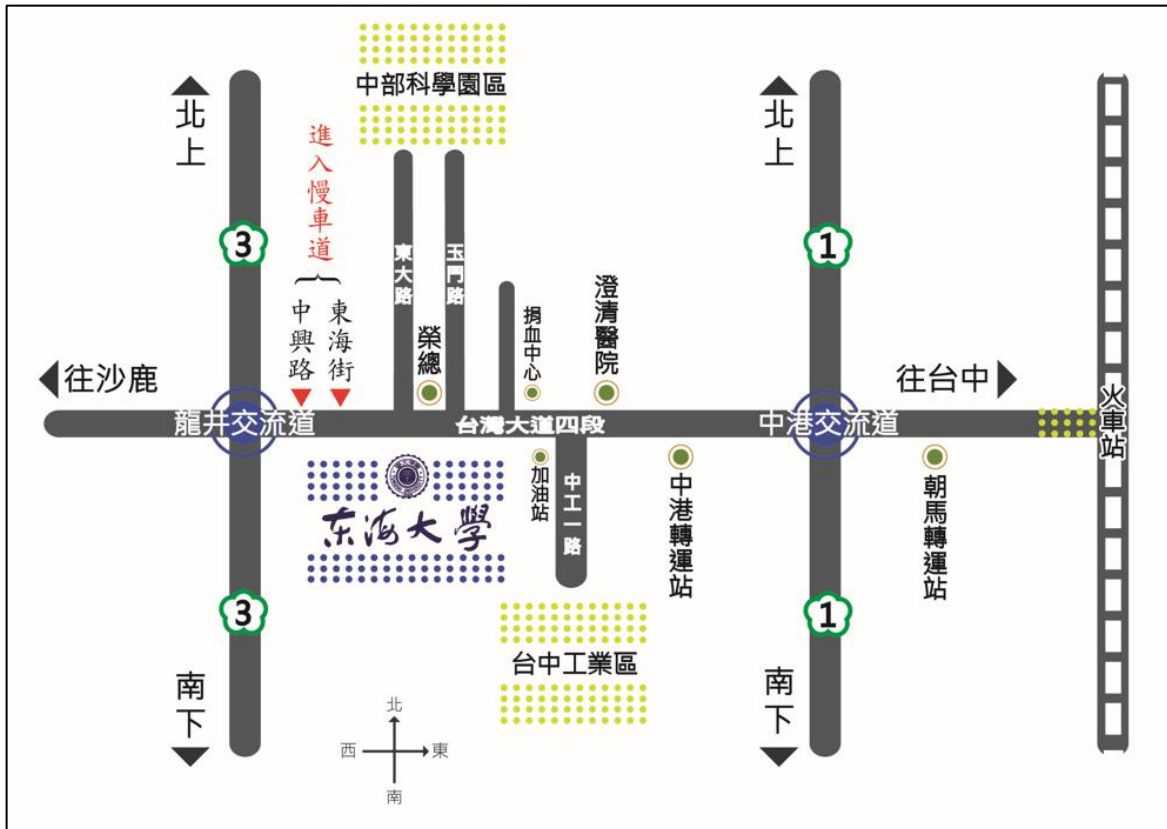 中部科學園區
北上
北上
進入慢車道
3
1
東大路
玉門路
中興路
東海街
榮總
捐血中心
澄清醫院
往沙鹿
往台中
火車站
龍井交流道
台灣大道四段
中港交流道
加油站
中工一路
中港轉運站
朝馬轉運站
东海大學
3
1
台中工業區
南下
南下
北
西
東
南